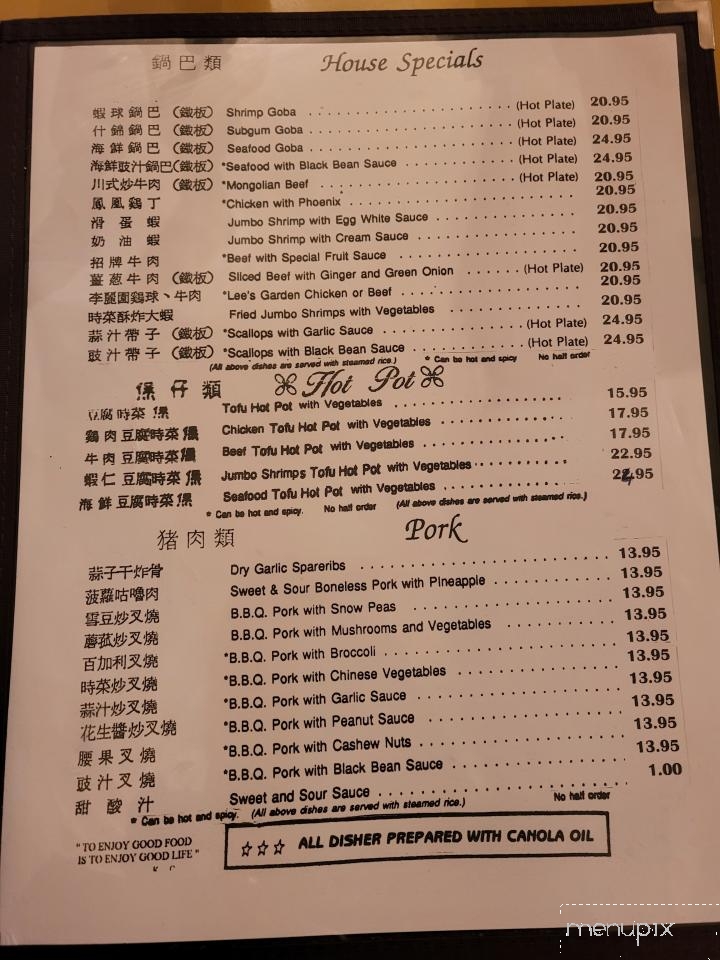 鍋巴類 House Specials
蝦球鍋巴 (鐵板) Shrimp Goba (Hot Plate) 20.95
什錦鍋巴 (鐵板) Subgum Goba (Hot Plate) 20.95
海鮮鍋巴 (鐵板) Seafood Goba (Hot Plate) 24.95
海鮮豉汁鍋巴(鐵板) *Seafood with Black Bean Sauce (Hot Plate) 24.95
川式炒牛肉 (鐵板) *Mongolian Beef (Hot Plate) 20.95
鳳凰鷄丁 *Chicken with Phoenix 20.95
滑蛋蝦 Jumbo Shrimp with Egg White Sauce 20.95
奶油蝦 Jumbo Shrimp with Cream Sauce 20.95
招牌牛肉 *Beef with Special Fruit Sauce 20.95
薑葱牛肉 (鐵板) Sliced Beef with Ginger and Green Onion (Hot Plate) 20.95
李麗園鷄球、牛肉 *Lee's Garden Chicken or Beef 20.95
時菜酥炸大蝦 Fried Jumbo Shrimps with Vegetables 20.95
蒜汁帶子 (鐵板) *Scallops with Garlic Sauce (Hot Plate) 24.95
豉汁帶子 (鐵板) *Scallops with Black Bean Sauce (Hot Plate) 24.95
(All above dishes are served with steamed rice.) * Can be hot and spicy No half order
煲仔類 Hot Pot
豆腐時菜煲 Tofu Hot Pot with Vegetables 15.95
鷄肉豆腐時菜煲 Chicken Tofu Hot Pot with Vegetables 17.95
牛肉豆腐時菜煲 Beef Tofu Hot Pot with Vegetables 17.95
蝦仁豆腐時菜煲 Jumbo Shrimps Tofu Hot Pot with Vegetables 22.95
海鮮豆腐時菜煲 Seafood Tofu Hot Pot with Vegetables 24.95
* Can be hot and spicy. No half order (All above dishes are served with steamed rice.)
猪肉類 Pork
蒜子干炸骨 Dry Garlic Spareribs 13.95
菠蘿咕嚕肉 Sweet & Sour Boneless Pork with Pineapple 13.95
雪豆炒叉燒 B.B.Q. Pork with Snow Peas 13.95
蘑菰炒叉燒 B.B.Q. Pork with Mushrooms and Vegetables 13.95
百加利叉燒 *B.B.Q. Pork with Broccoli 13.95
時菜炒叉燒 *B.B.Q. Pork with Chinese Vegetables 13.95
蒜汁炒叉燒 *B.B.Q. Pork with Garlic Sauce 13.95
花生醬炒叉燒 *B.B.Q. Pork with Peanut Sauce 13.95
腰果叉燒 *B.B.Q. Pork with Cashew Nuts 13.95
豉汁叉燒 *B.B.Q. Pork with Black Bean Sauce 13.95
甜酸汁 Sweet and Sour Sauce 1.00
* Can be hot and spicy. (All above dishes are served with steamed rice.) No half order
"TO ENJOY GOOD FOOD
IS TO ENJOY GOOD LIFE"
ALL DISHER PREPARED WITH CANOLA OIL
menupix